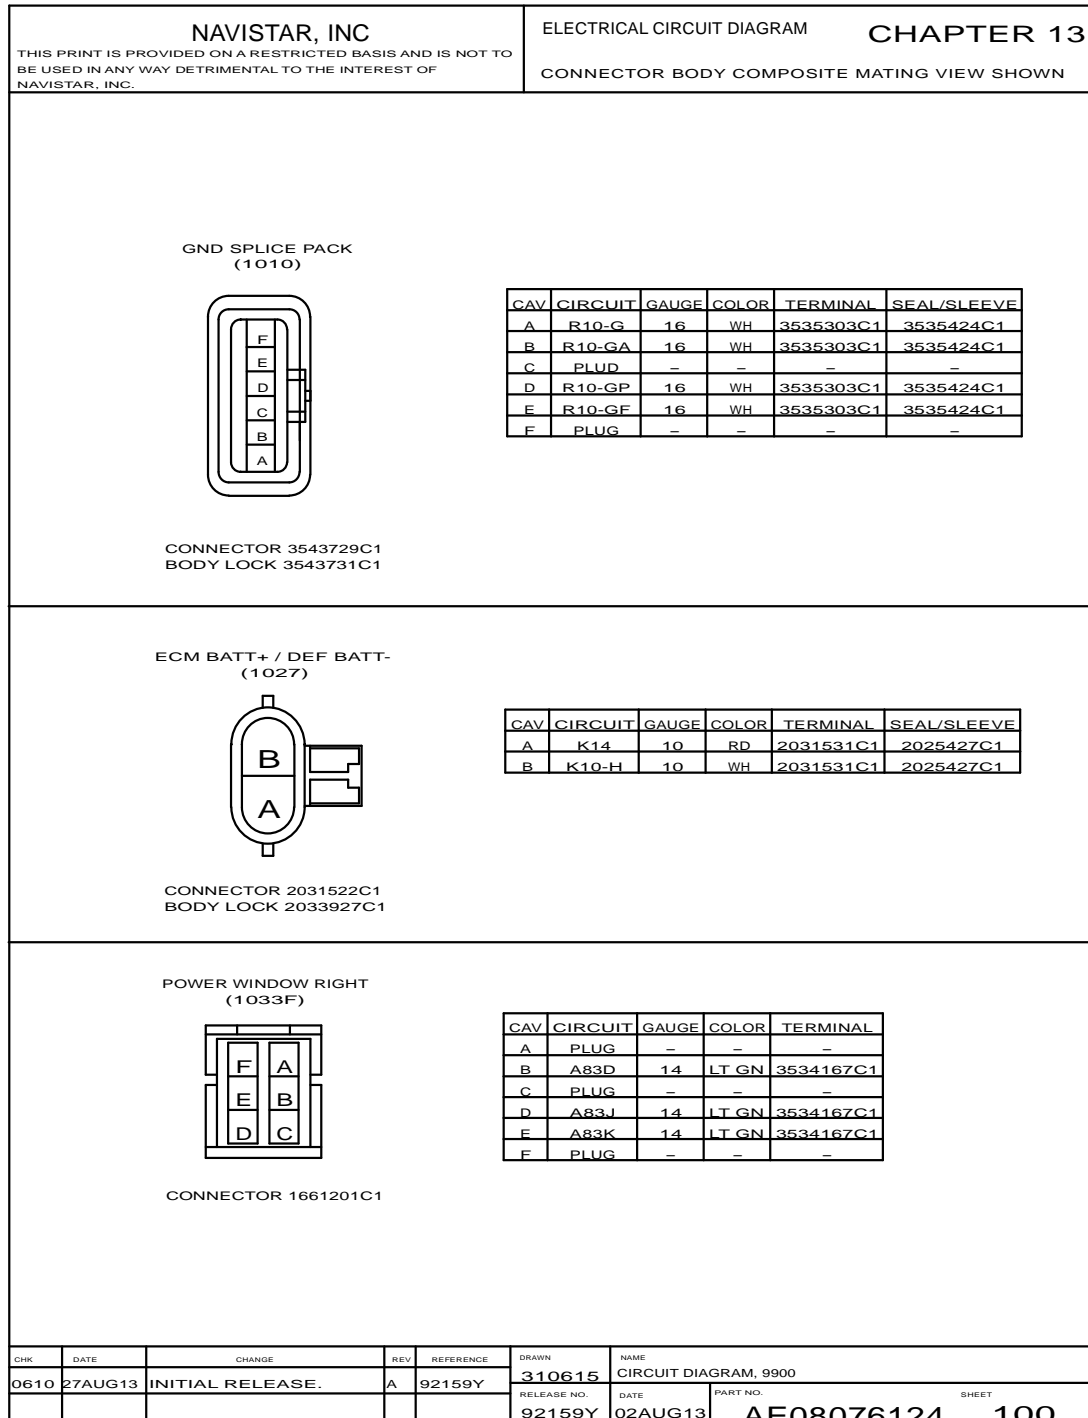 NAVISTAR, INC
THIS PRINT IS PROVIDED ON A RESTRICTED BASIS AND IS NOT TO
BE USED IN ANY WAY DETRIMENTAL TO THE INTEREST OF
NAVISTAR, INC.
ELECTRICAL CIRCUIT DIAGRAM CHAPTER 13
CONNECTOR BODY COMPOSITE MATING VIEW SHOWN
GND SPLICE PACK
(1010)
F
E
D
C
B
A
CONNECTOR 3543729C1
BODY LOCK 3543731C1
CAV CIRCUIT GAUGE COLOR TERMINAL SEAL/SLEEVE
A R10-G 16 WH 3535303C1 3535424C1
B R10-GA 16 WH 3535303C1 3535424C1
C PLUD – – – –
D R10-GP 16 WH 3535303C1 3535424C1
E R10-GF 16 WH 3535303C1 3535424C1
F PLUG – – – –
ECM BATT+ / DEF BATT-
(1027)
B
A
CONNECTOR 2031522C1
BODY LOCK 2033927C1
CAV CIRCUIT GAUGE COLOR TERMINAL SEAL/SLEEVE
A K14 10 RD 2031531C1 2025427C1
B K10-H 10 WH 2031531C1 2025427C1
POWER WINDOW RIGHT
(1033F)
F A
E B
D C
CONNECTOR 1661201C1
CAV CIRCUIT GAUGE COLOR TERMINAL
A PLUG – – –
B A83D 14 LT GN 3534167C1
C PLUG – – –
D A83J 14 LT GN 3534167C1
E A83K 14 LT GN 3534167C1
F PLUG – – –
CHK DATE CHANGE REV REFERENCE
0610 27AUG13 INITIAL RELEASE. A 92159Y
DRAWN
310615
NAME
CIRCUIT DIAGRAM, 9900
RELEASE NO.
92159Y
DATE
02AUG13
PART NO.
AE08076124
SHEET
100